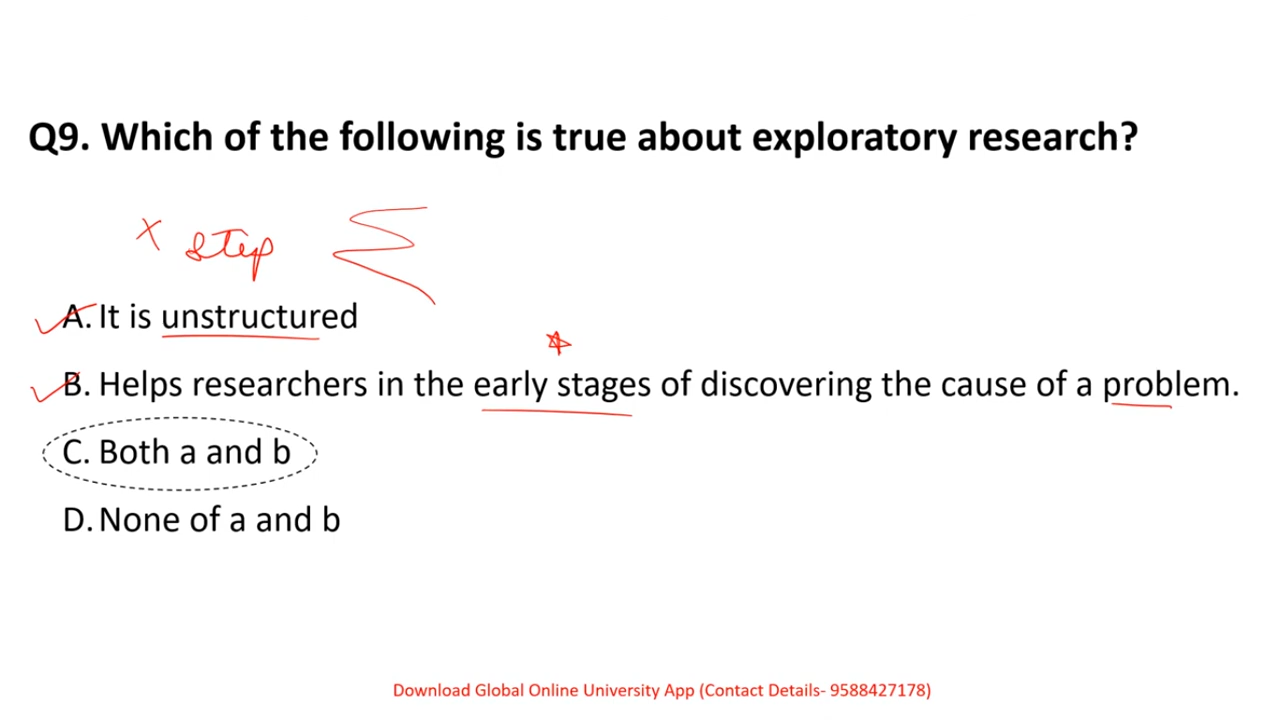 Q9. Which of the following is true about exploratory research?
× step
A. It is unstructured
B. Helps researchers in the early stages of discovering the cause of a problem.
C. Both a and b
D. None of a and b
Download Global Online University App (Contact Details- 9588427178)